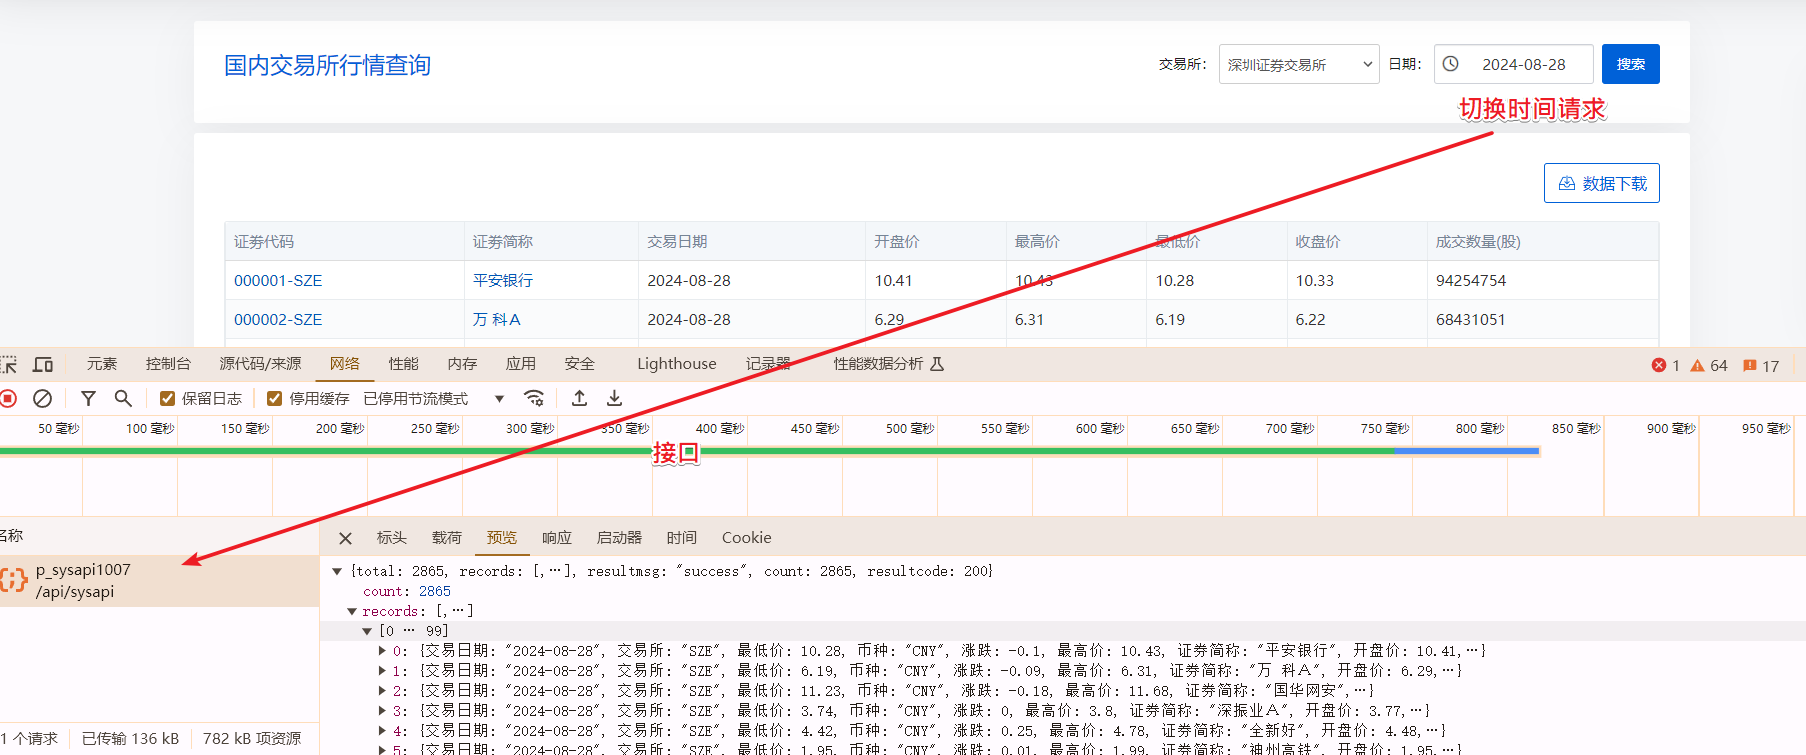 国内交易所行情查询
交易所： 深圳证券交易所 日期： 2024-08-28 搜索
切换时间请求
数据下载
证券代码 证券简称 交易日期 开盘价 最高价 最低价 收盘价 成交数量(股)
000001-SZE 平安银行 2024-08-28 10.41 10.43 10.28 10.33 94254754
000002-SZE 万 科Ａ 2024-08-28 6.29 6.31 6.19 6.22 68431051
元素 控制台 源代码/来源 网络 性能 内存 应用 安全 Lighthouse 记录器 性能数据分析 1 64 17
保留日志 停用缓存 已停用节流模式
50 毫秒 100 毫秒 150 毫秒 200 毫秒 250 毫秒 300 毫秒 350 毫秒 400 毫秒 450 毫秒 500 毫秒 550 毫秒 600 毫秒 650 毫秒 700 毫秒 750 毫秒 800 毫秒 850 毫秒 900 毫秒 950 毫秒
接口
名称 标头 载荷 预览 响应 启动器 时间 Cookie
p_sysapi1007
/api/sysapi
{total: 2865, records: [,…], resultmsg: "success", count: 2865, resultcode: 200}
count: 2865
records: [,…]
[0 … 99]
0: {交易日期: "2024-08-28", 交易所: "SZE", 最低价: 10.28, 币种: "CNY", 涨跌: -0.1, 最高价: 10.43, 证券简称: "平安银行", 开盘价: 10.41,…}
1: {交易日期: "2024-08-28", 交易所: "SZE", 最低价: 6.19, 币种: "CNY", 涨跌: -0.09, 最高价: 6.31, 证券简称: "万 科Ａ", 开盘价: 6.29,…}
2: {交易日期: "2024-08-28", 交易所: "SZE", 最低价: 11.23, 币种: "CNY", 涨跌: -0.18, 最高价: 11.68, 证券简称: "国华网安",…}
3: {交易日期: "2024-08-28", 交易所: "SZE", 最低价: 3.74, 币种: "CNY", 涨跌: 0, 最高价: 3.8, 证券简称: "深振业Ａ", 开盘价: 3.77,…}
4: {交易日期: "2024-08-28", 交易所: "SZE", 最低价: 4.42, 币种: "CNY", 涨跌: 0.25, 最高价: 4.78, 证券简称: "全新好", 开盘价: 4.48,…}
5: {交易日期: "2024-08-28", 交易所: "SZE", 最低价: 1.95, 币种: "CNY", 涨跌: 0.01, 最高价: 1.99, 证券简称: "神州高铁", 开盘价: 1.95,…}
1 个请求 已传输 136 kB 782 kB 项资源